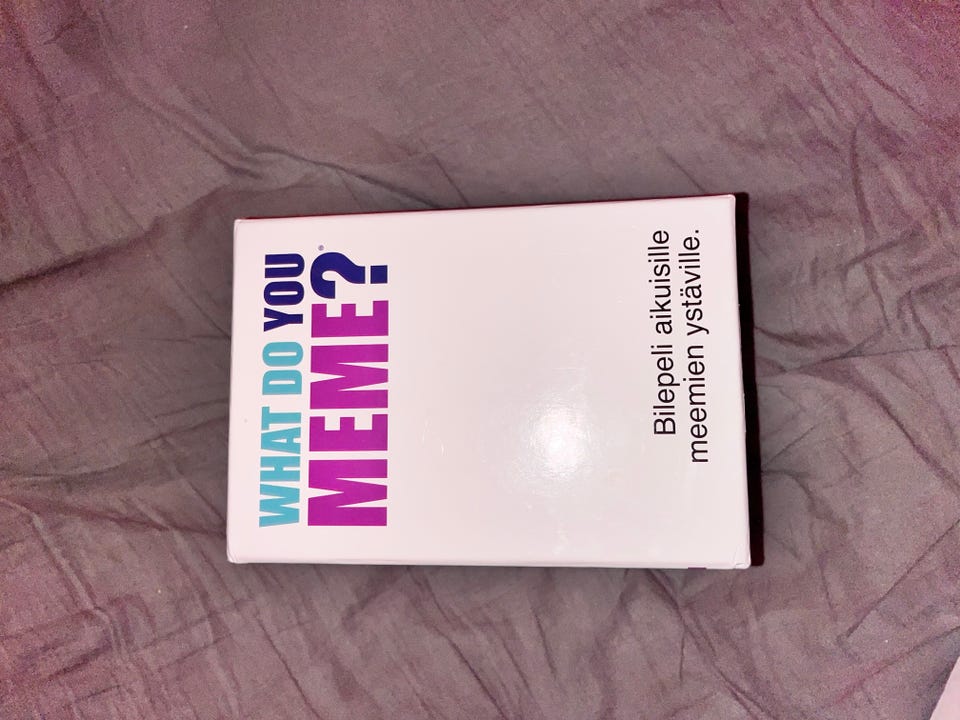 WHAT DO YOU
MEME?®
Bilepeli aikuisille
meemien ystäville.